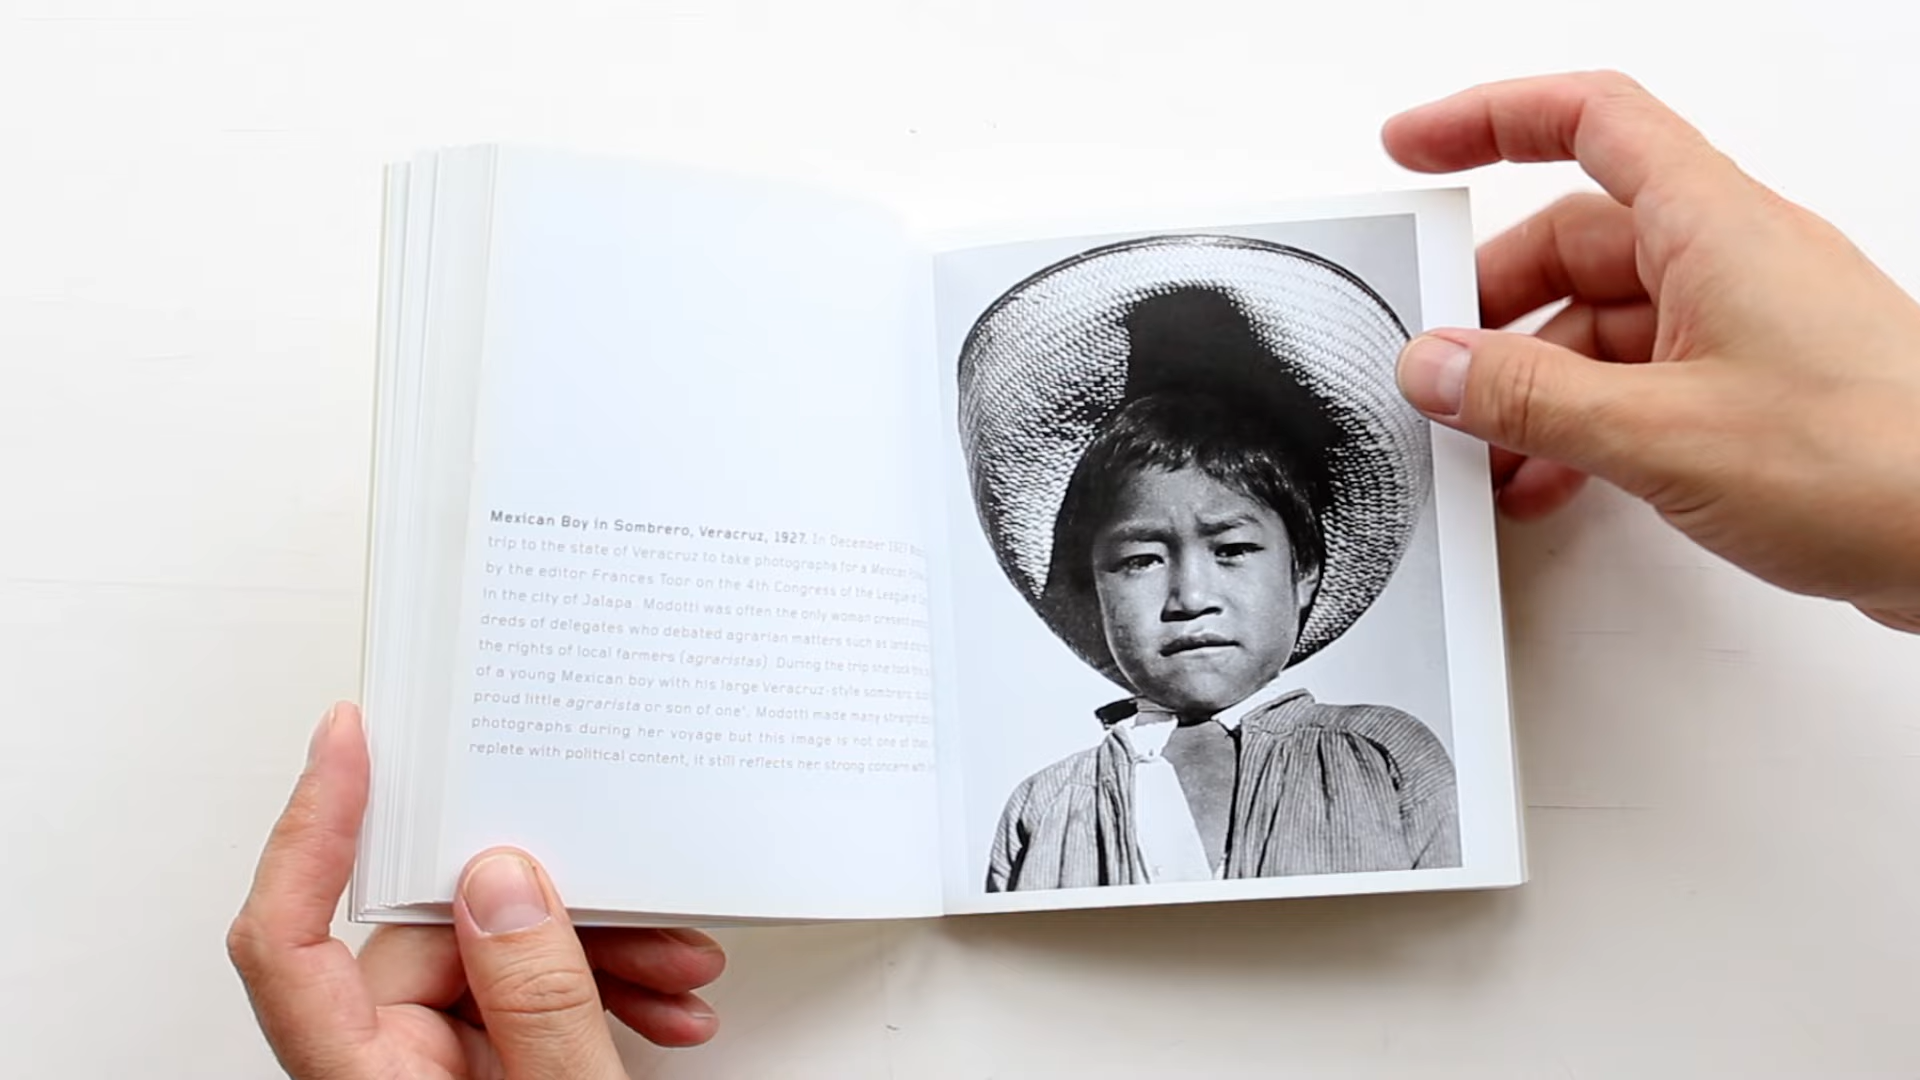 Mexican Boy in Sombrero, Veracruz, 1927. In December 1927
trip to the state of Veracruz to take photographs for a Mexican
by the editor Frances Toor on the 4th Congress of the League
in the city of Jalapa. Modotti was often the only woman present
dreds of delegates who debated agrarian matters such as land
the rights of local farmers (agraristas). During the trip she took
of a young Mexican boy with his large Veracruz-style sombrero
proud little agrarista or son of one'. Modotti made many straight
photographs during her voyage but this image is not one of
replete with political content, it still reflects her strong concern